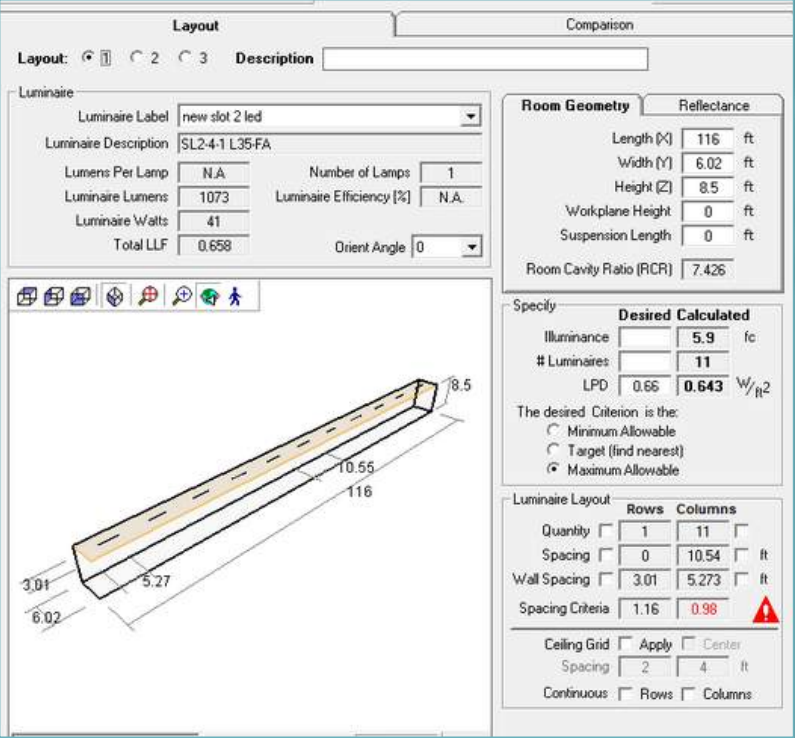 Layout Comparison
Layout: 1 2 3 Description
Luminaire
Luminaire Label new slot 2 led
Luminaire Description SL2-4-1 L35-FA
Lumens Per Lamp N.A Number of Lamps 1
Luminaire Lumens 1073 Luminaire Efficiency [%] N.A.
Luminaire Watts 41
Total LLF 0.658 Orient Angle 0
Room Geometry Reflectance
Length (X) 116 ft
Width (Y) 6.02 ft
Height (Z) 8.5 ft
Workplane Height 0 ft
Suspension Length 0 ft
Room Cavity Ratio (RCR) 7.426
8.5
10.55
116
5.27
3.01
6.02
Specify
Desired Calculated
Illuminance 5.9 fc
# Luminaires 11
LPD 0.66 0.643 W/ft2
The desired Criterion is the:
Minimum Allowable
Target (find nearest)
Maximum Allowable
Luminaire Layout
Rows Columns
Quantity 1 11
Spacing 0 10.54 ft
Wall Spacing 3.01 5.273 ft
Spacing Criteria 1.16 0.98
Ceiling Grid Apply Center
Spacing 2 4 ft
Continuous Rows Columns